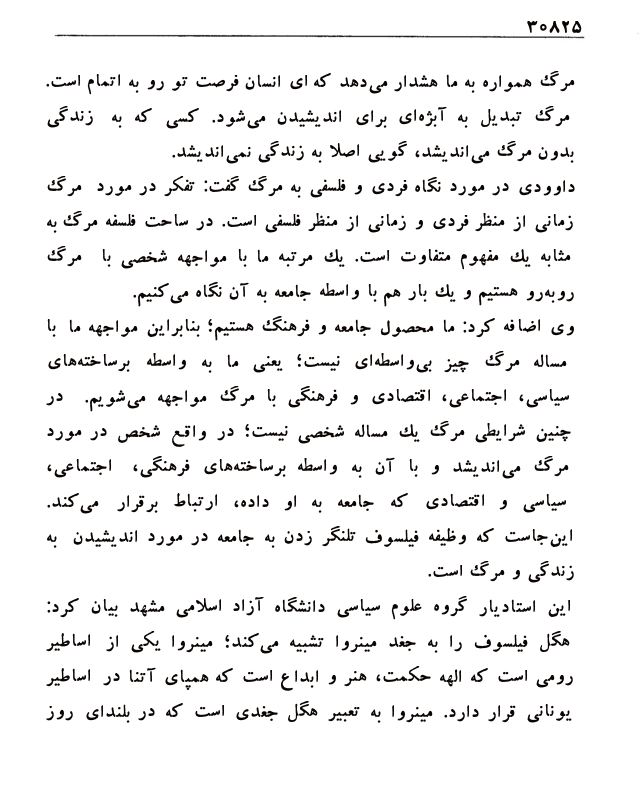 ۳۰۸۲۵
مرگ همواره به ما هشدار می‌دهد که ای انسان فرصت تو رو به اتمام است.
مرگ تبدیل به آبژه‌ای برای اندیشیدن می‌شود. کسی که به زندگی
بدون مرگ می‌اندیشد، گویی اصلا به زندگی نمی‌اندیشد.
داوودی در مورد نگاه فردی و فلسفی به مرگ گفت: تفکر در مورد مرگ
زمانی از منظر فردی و زمانی از منظر فلسفی است. در ساحت فلسفه مرگ به
مثابه یك مفهوم متفاوت است. یك مرتبه ما با مواجهه شخصی با مرگ
روبه‌رو هستیم و یك بار هم با واسطه جامعه به آن نگاه می‌کنیم.
وی اضافه کرد: ما محصول جامعه و فرهنگ هستیم؛ بنابراین مواجهه ما با
مساله مرگ چیز بی‌واسطه‌ای نیست؛ یعنی ما به واسطه برساخته‌های
سیاسی، اجتماعی، اقتصادی و فرهنگی با مرگ مواجهه می‌شویم. در
چنین شرایطی مرگ یك مساله شخصی نیست؛ در واقع شخص در مورد
مرگ می‌اندیشد و با آن به واسطه برساخته‌های فرهنگی، اجتماعی،
سیاسی و اقتصادی که جامعه به او داده، ارتباط برقرار می‌کند.
این‌جاست که وظیفه فیلسوف تلنگر زدن به جامعه در مورد اندیشیدن به
زندگی و مرگ است.
این استادیار گروه علوم سیاسی دانشگاه آزاد اسلامی مشهد بیان کرد:
هگل فیلسوف را به جغد مینروا تشبیه می‌کند؛ مینروا یکی از اساطیر
رومی است که الهه حکمت، هنر و ابداع است که همپای آتنا در اساطیر
یونانی قرار دارد. مینروا به تعبیر هگل جغدی است که در بلندای روز